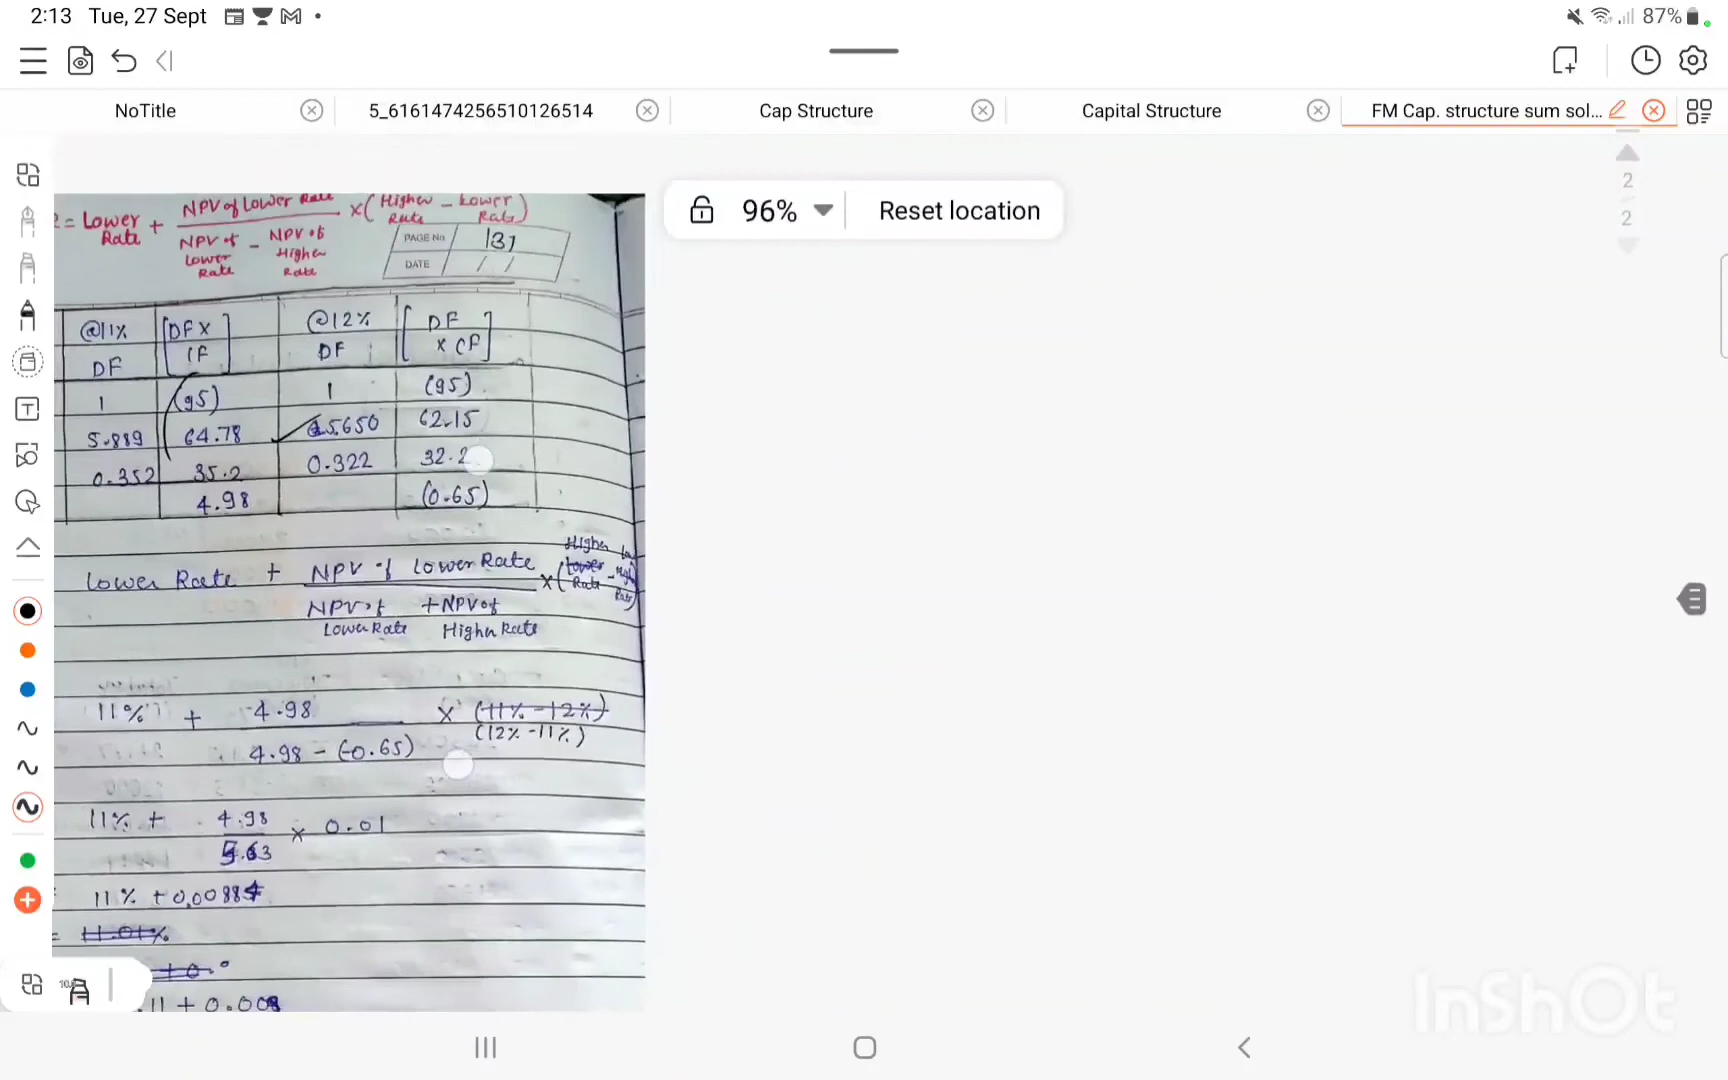 2:13 Tue, 27 Sept
87%
NoTitle
5_6161474256510126514
Cap Structure
Capital Structure
FM Cap. structure sum sol...
96%
Reset location
2
2
= Lower Rate + NPV of Lower Rate x (Higher Rate - Lower Rate)
NPV of Lower Rate - NPV of Higher Rate
PAGE No 131
DATE / /
@11% [DF X CF] @12% [DF X CF]
DF DF
1 (95) 1 (95)
5.889 64.78 5.650 62.15
0.352 35.2 0.322 32.2
4.98 (0.65)
Lower Rate + NPV of Lower Rate
NPV of Lower Rate + NPV of Higher Rate
11% + 4.98 x (11% - 12%)
4.98 - (-0.65) (12% - 11%)
11% + 4.98 x 0.01
5.63
11% + 0.00884
= 11.01%
+ 0.0
.11 + 0.008
InShOt